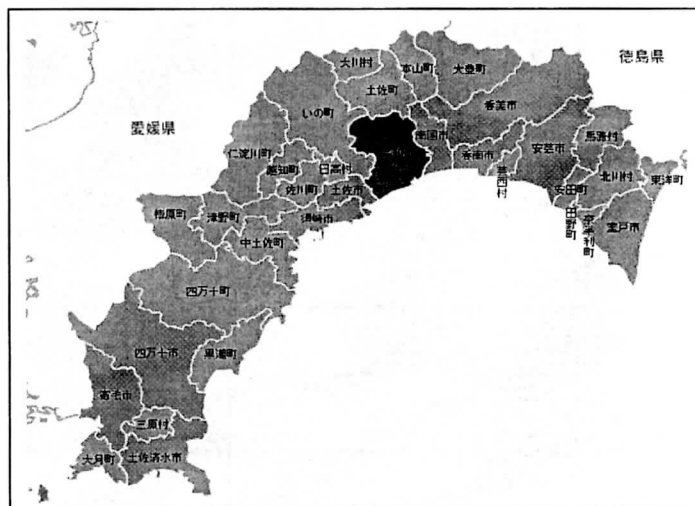 徳島県
愛媛県
大川村
本山町
大豊町
土佐町
いの町
香美市
南国市
仁淀川町
越知町
日高村
佐川町
土佐市
香南市
芸西村
安芸市
馬路村
北川村
東洋町
安田町
田野町
奈半利町
室戸市
梼原町
津野町
須崎市
中土佐町
四万十町
四万十市
黒潮町
宿毛市
三原村
大月町
土佐清水市